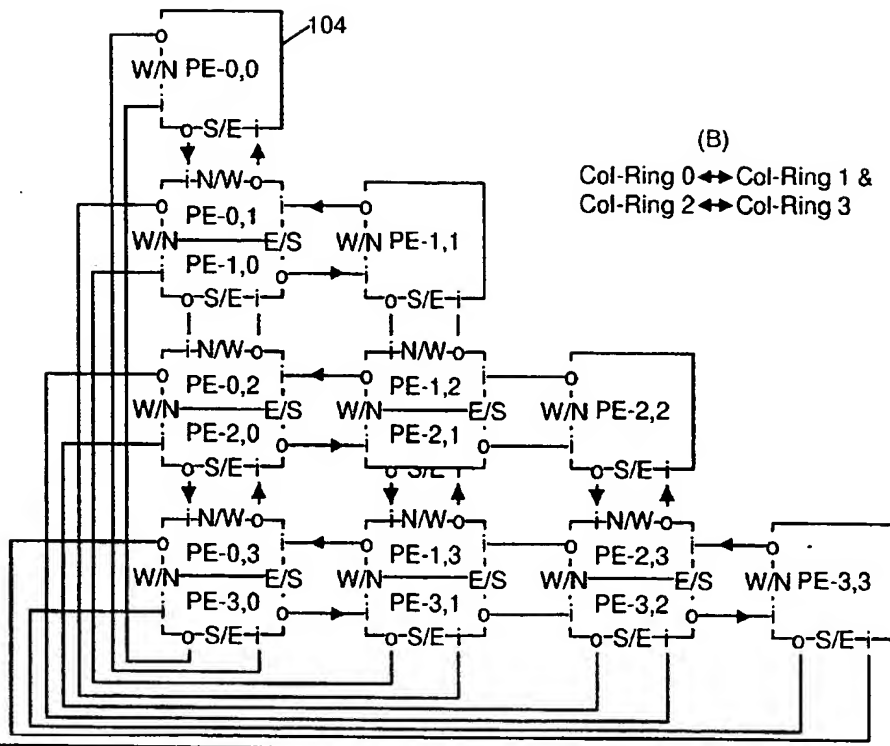 104
o
W/N PE-0,0
i
o S/E i
(B)
Col-Ring 0 ↔ Col-Ring 1 &
Col-Ring 2 ↔ Col-Ring 3
i N/W o
o PE-0,1 i o
W/N E/S W/N PE-1,1
i PE-1,0 o i
o S/E i o S/E i
i N/W o i N/W o
o PE-0,2 i o PE-1,2 i o
W/N E/S W/N E/S W/N PE-2,2
i PE-2,0 o i PE-2,1 o i
o S/E i o S/E i o S/E i
i N/W o i N/W o i N/W o
o PE-0,3 i o PE-1,3 i o PE-2,3 i o
W/N E/S W/N E/S W/N E/S W/N PE-3,3
i PE-3,0 o i PE-3,1 o i PE-3,2 o i
o S/E i o S/E i o S/E i o S/E i